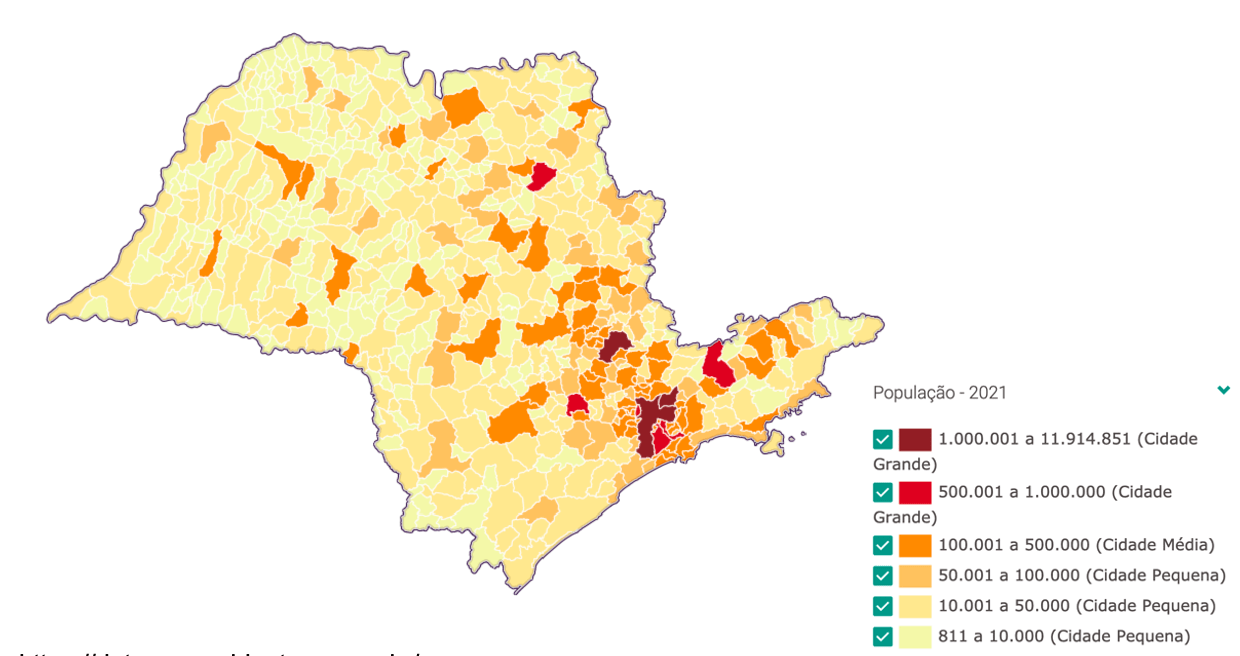 População - 2021
1.000.001 a 11.914.851 (Cidade
Grande)
500.001 a 1.000.000 (Cidade
Grande)
100.001 a 500.000 (Cidade Média)
50.001 a 100.000 (Cidade Pequena)
10.001 a 50.000 (Cidade Pequena)
811 a 10.000 (Cidade Pequena)